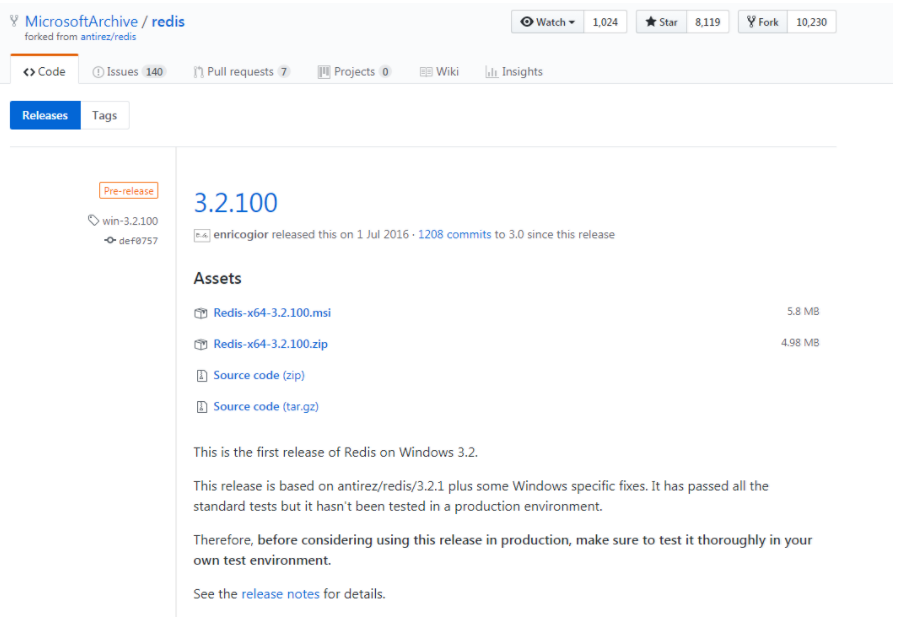 MicrosoftArchive / redis
forked from antirez/redis
Watch 1,024 Star 8,119 Fork 10,230
Code Issues 140 Pull requests 7 Projects 0 Wiki Insights
Releases Tags
Pre-release
win-3.2.100
def0757
3.2.100
enricogior released this on 1 Jul 2016 · 1208 commits to 3.0 since this release
Assets
Redis-x64-3.2.100.msi 5.8 MB
Redis-x64-3.2.100.zip 4.98 MB
Source code (zip)
Source code (tar.gz)
This is the first release of Redis on Windows 3.2.
This release is based on antirez/redis/3.2.1 plus some Windows specific fixes. It has passed all the
standard tests but it hasn't been tested in a production environment.
Therefore, before considering using this release in production, make sure to test it thoroughly in your
own test environment.
See the release notes for details.